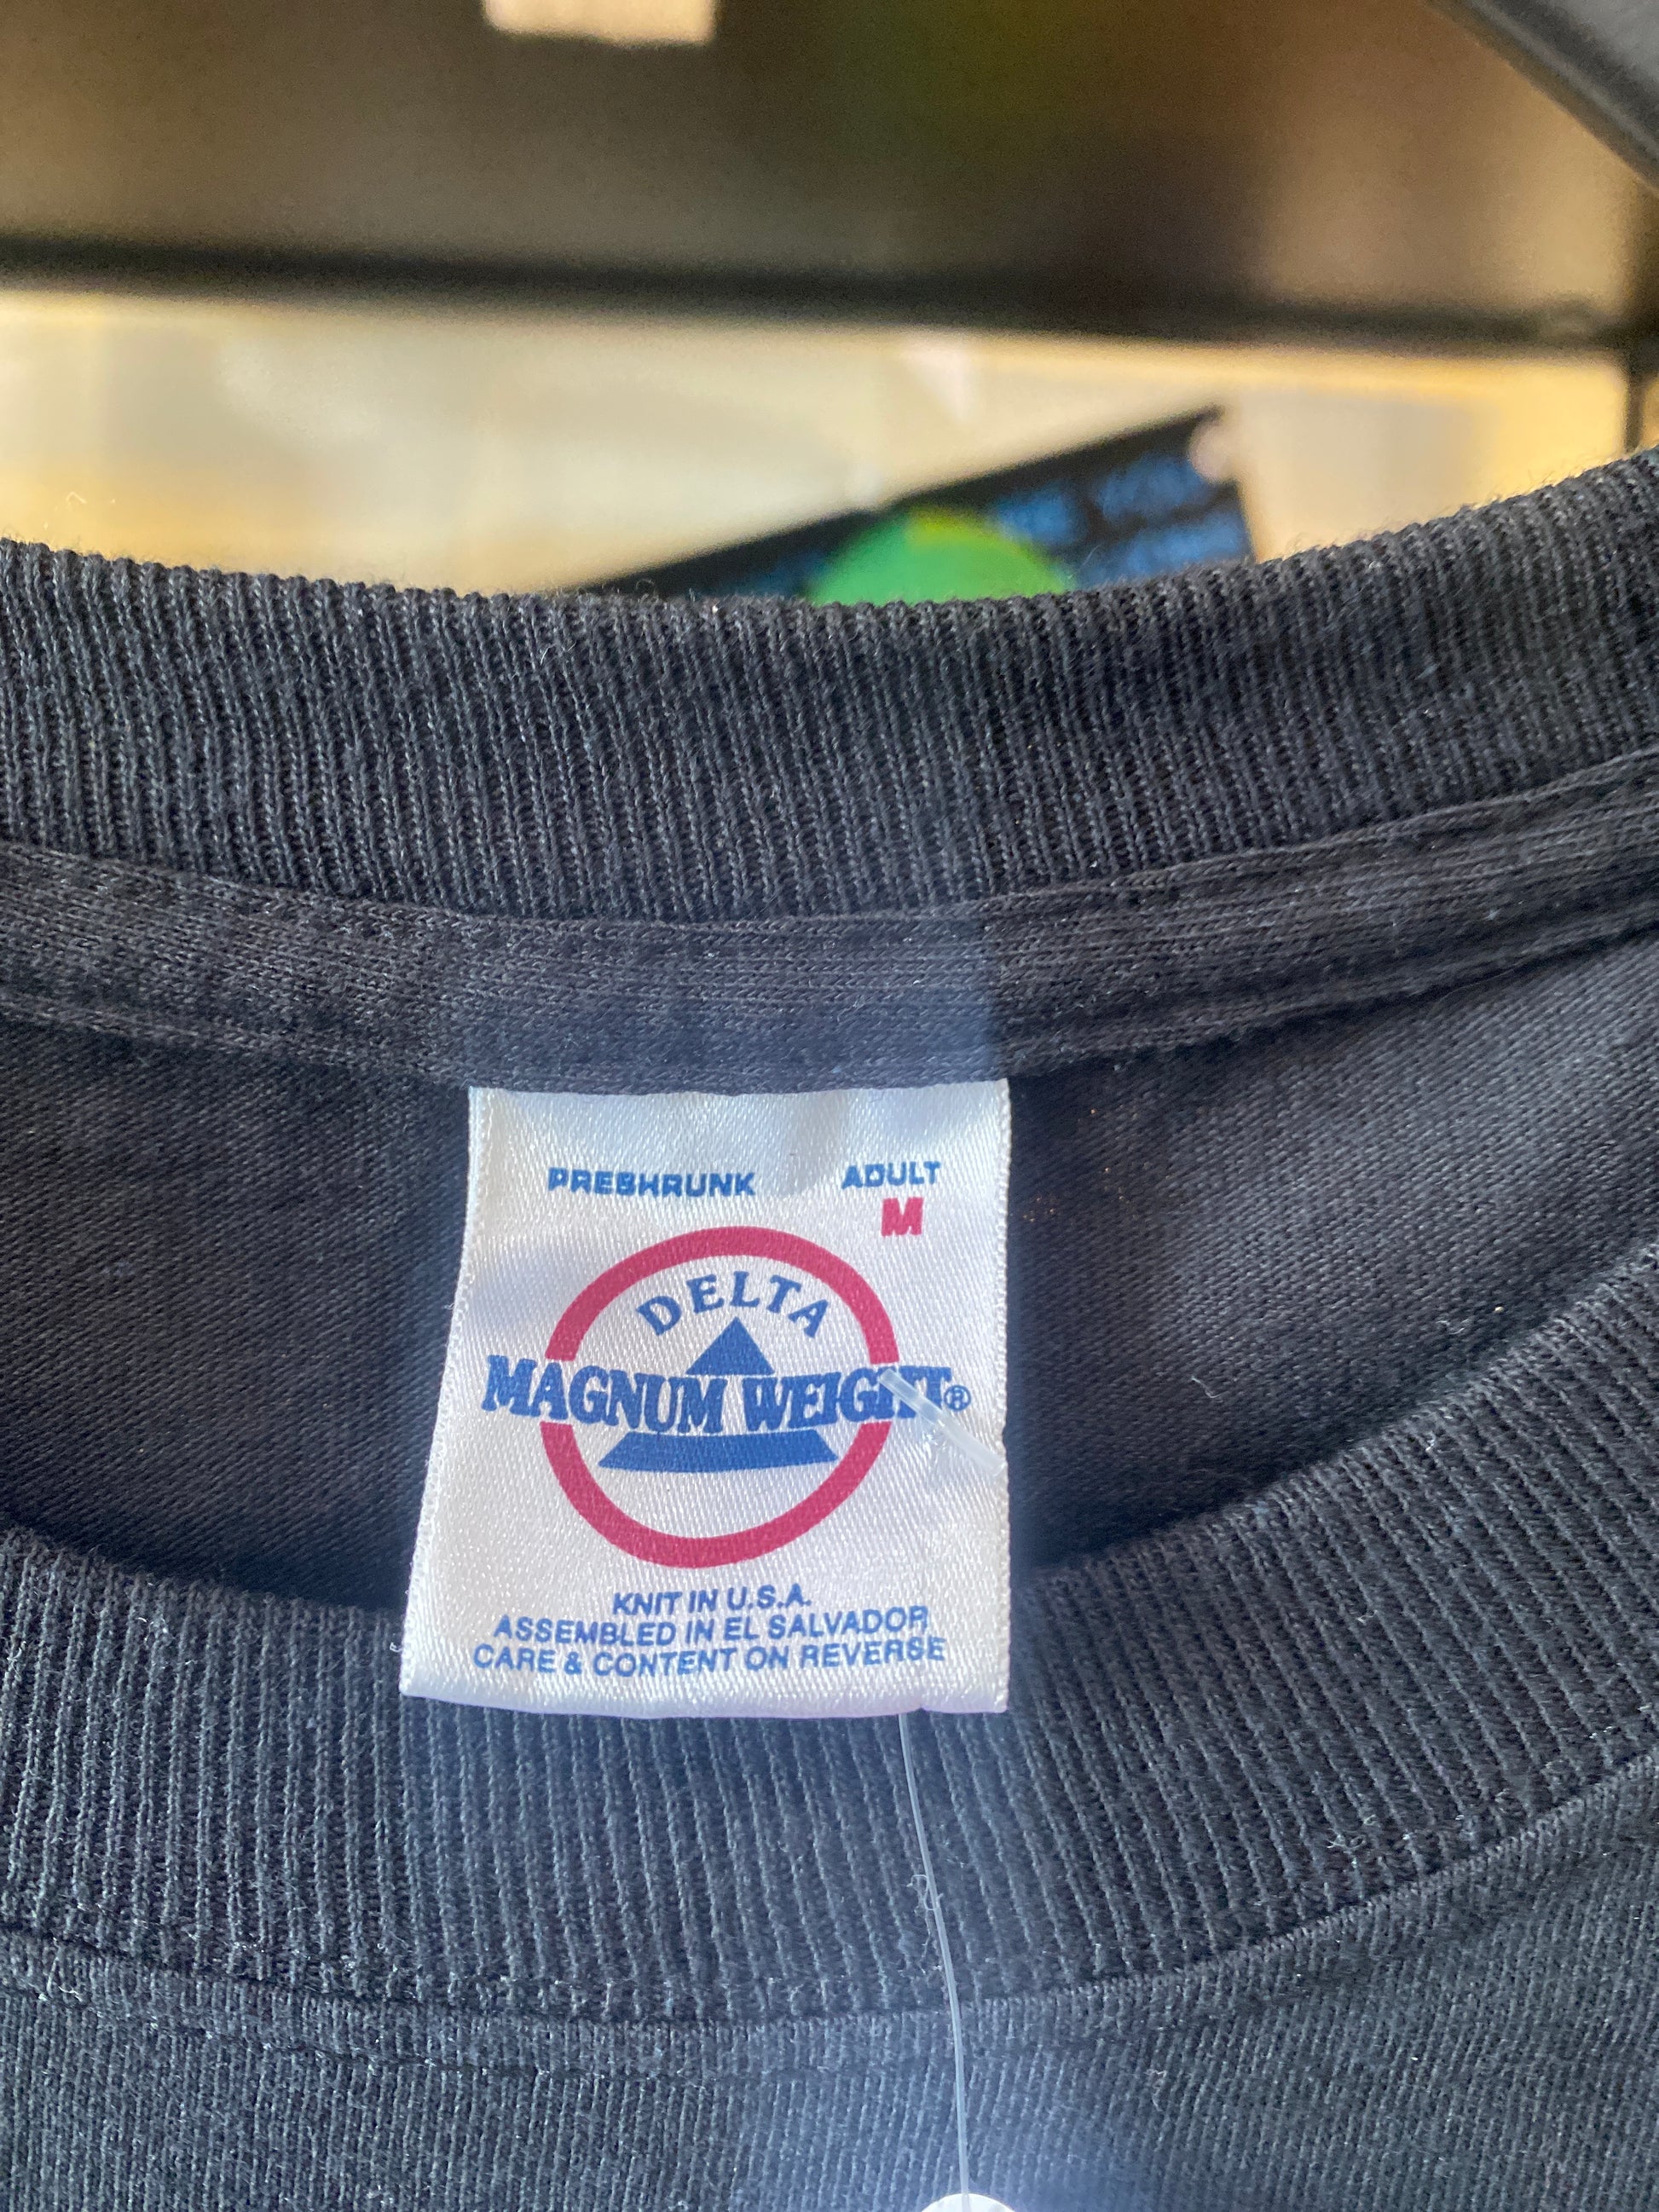 PRESHRUNK ADULT
M
DELTA
MAGNUM WEIGHT®
KNIT IN U.S.A.
ASSEMBLED IN EL SALVADOR
CARE & CONTENT ON REVERSE